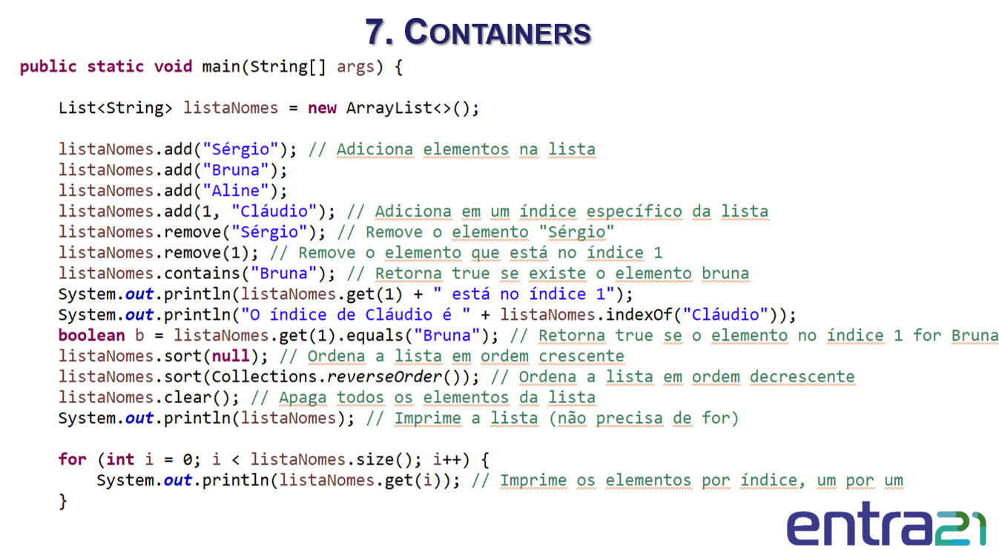 7. Containers
public static void main(String[] args) {
List<String> listaNomes = new ArrayList<>();
listaNomes.add("Sérgio"); // Adiciona elementos na lista
listaNomes.add("Bruna");
listaNomes.add("Aline");
listaNomes.add(1, "Cláudio"); // Adiciona em um índice específico da lista
listaNomes.remove("Sérgio"); // Remove o elemento "Sérgio"
listaNomes.remove(1); // Remove o elemento que está no índice 1
listaNomes.contains("Bruna"); // Retorna true se existe o elemento bruna
System.out.println(listaNomes.get(1) + " está no índice 1");
System.out.println("O índice de Cláudio é " + listaNomes.indexOf("Cláudio"));
boolean b = listaNomes.get(1).equals("Bruna"); // Retorna true se o elemento no índice 1 for Bruna
listaNomes.sort(null); // Ordena a lista em ordem crescente
listaNomes.sort(Collections.reverseOrder()); // Ordena a lista em ordem decrescente
listaNomes.clear(); // Apaga todos os elementos da lista
System.out.println(listaNomes); // Imprime a lista (não precisa de for)
for (int i = 0; i < listaNomes.size(); i++) {
System.out.println(listaNomes.get(i)); // Imprime os elementos por índice, um por um
}
entra21